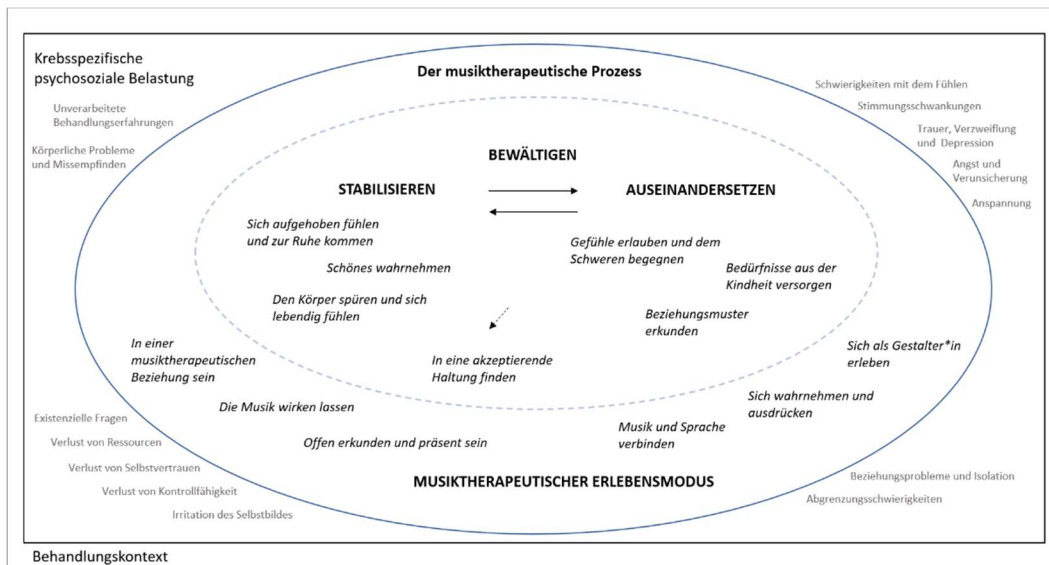 Krebsspezifische
psychosoziale Belastung
Der musiktherapeutische Prozess
Unverarbeitete
Behandlungserfahrungen
Körperliche Probleme
und Missempfinden
Schwierigkeiten mit dem Fühlen
Stimmungsschwankungen
Trauer, Verzweiflung
und Depression
Angst und
Verunsicherung
Anspannung
BEWÄLTIGEN
STABILISIEREN
AUSEINANDERSETZEN
Sich aufgehoben fühlen
und zur Ruhe kommen
Schönes wahrnehmen
Den Körper spüren und sich
lebendig fühlen
Gefühle erlauben und dem
Schweren begegnen
Bedürfnisse aus der
Kindheit versorgen
Beziehungsmuster
erkunden
In eine akzeptierende
Haltung finden
In einer
musiktherapeutischen
Beziehung sein
Die Musik wirken lassen
Offen erkunden und präsent sein
Musik und Sprache
verbinden
Sich wahrnehmen und
ausdrücken
Sich als Gestalter*in
erleben
MUSIKTHERAPEUTISCHER ERLEBENSMODUS
Existenzielle Fragen
Verlust von Ressourcen
Verlust von Selbstvertrauen
Verlust von Kontrollfähigkeit
Irritation des Selbstbildes
Beziehungsprobleme und Isolation
Abgrenzungsschwierigkeiten
Behandlungskontext